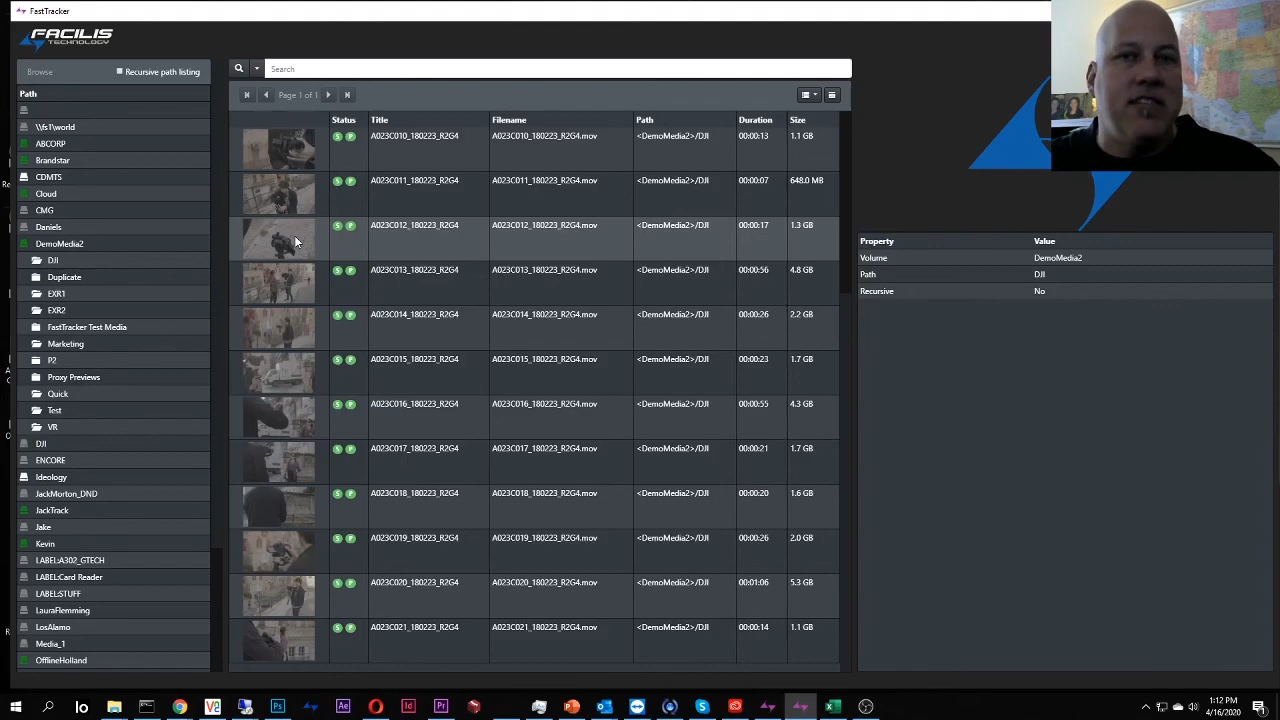 FastTracker
FACILIS
TECHNOLOGY
Browse
Recursive path listing
Search
Path
Page 1 of 1
\\fs1\world
ABCORP
Brandstar
CDMTS
Cloud
CMG
Daniels
DemoMedia2
DJI
Duplicate
EXR1
EXR2
FastTracker Test Media
Marketing
P2
Proxy Previews
Quick
Test
VR
DJI
ENCORE
Ideology
JackMorton_DND
JackTrack
Jake
Kevin
LABEL:A302_GTECH
LABEL:Card Reader
LABEL:STUFF
LauraFlemming
LosAlamo
Media_1
OfflineHolland
Status Title Filename Path Duration Size
S P A023C010_180223_R2G4 A023C010_180223_R2G4.mov <DemoMedia2>/DJI 00:00:13 1.1 GB
S P A023C011_180223_R2G4 A023C011_180223_R2G4.mov <DemoMedia2>/DJI 00:00:07 648.0 MB
S P A023C012_180223_R2G4 A023C012_180223_R2G4.mov <DemoMedia2>/DJI 00:00:17 1.3 GB
S P A023C013_180223_R2G4 A023C013_180223_R2G4.mov <DemoMedia2>/DJI 00:00:56 4.8 GB
S P A023C014_180223_R2G4 A023C014_180223_R2G4.mov <DemoMedia2>/DJI 00:00:26 2.2 GB
S P A023C015_180223_R2G4 A023C015_180223_R2G4.mov <DemoMedia2>/DJI 00:00:23 1.7 GB
S P A023C016_180223_R2G4 A023C016_180223_R2G4.mov <DemoMedia2>/DJI 00:00:55 4.3 GB
S P A023C017_180223_R2G4 A023C017_180223_R2G4.mov <DemoMedia2>/DJI 00:00:21 1.7 GB
S P A023C018_180223_R2G4 A023C018_180223_R2G4.mov <DemoMedia2>/DJI 00:00:20 1.6 GB
S P A023C019_180223_R2G4 A023C019_180223_R2G4.mov <DemoMedia2>/DJI 00:00:26 2.0 GB
S P A023C020_180223_R2G4 A023C020_180223_R2G4.mov <DemoMedia2>/DJI 00:01:06 5.3 GB
S P A023C021_180223_R2G4 A023C021_180223_R2G4.mov <DemoMedia2>/DJI 00:00:14 1.1 GB
Property Value
Volume DemoMedia2
Path DJI
Recursive No
1:12 PM
4/16/2020